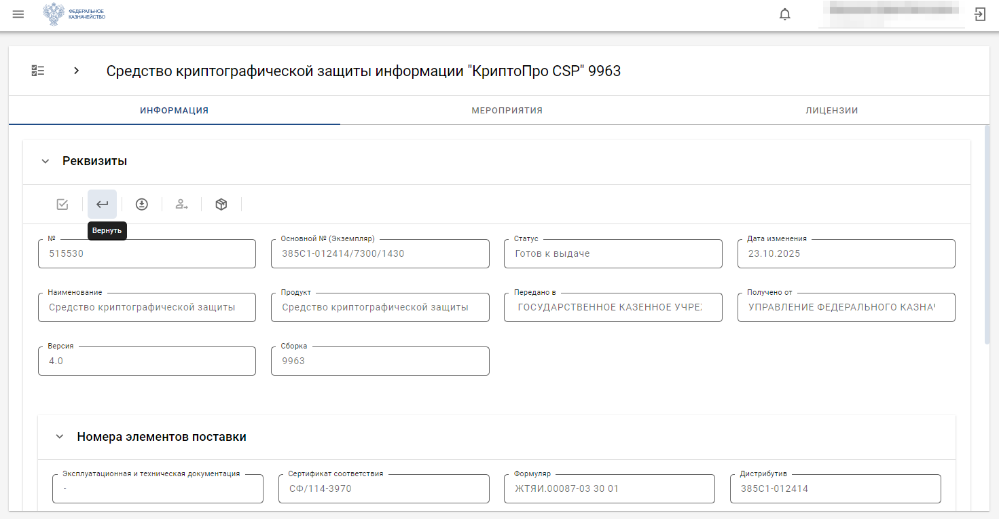 ФЕДЕРАЛЬНОЕ
КАЗНАЧЕЙСТВО
Средство криптографической защиты информации "КриптоПро CSP" 9963
ИНФОРМАЦИЯ
МЕРОПРИЯТИЯ
ЛИЦЕНЗИИ
Реквизиты
Вернуть
№
515530
Основной № (Экземпляр)
385С1-012414/7300/1430
Статус
Готов к выдаче
Дата изменения
23.10.2025
Наименование
Средство криптографической защиты
Продукт
Средство криптографической защиты
Передано в
ГОСУДАРСТВЕННОЕ КАЗЕННОЕ УЧРЕ
Получено от
УПРАВЛЕНИЕ ФЕДЕРАЛЬНОГО КАЗНА
Версия
4.0
Сборка
9963
Номера элементов поставки
Эксплуатационная и техническая документация
-
Сертификат соответствия
СФ/114-3970
Формуляр
ЖТЯИ.00087-03 30 01
Дистрибутив
385С1-012414